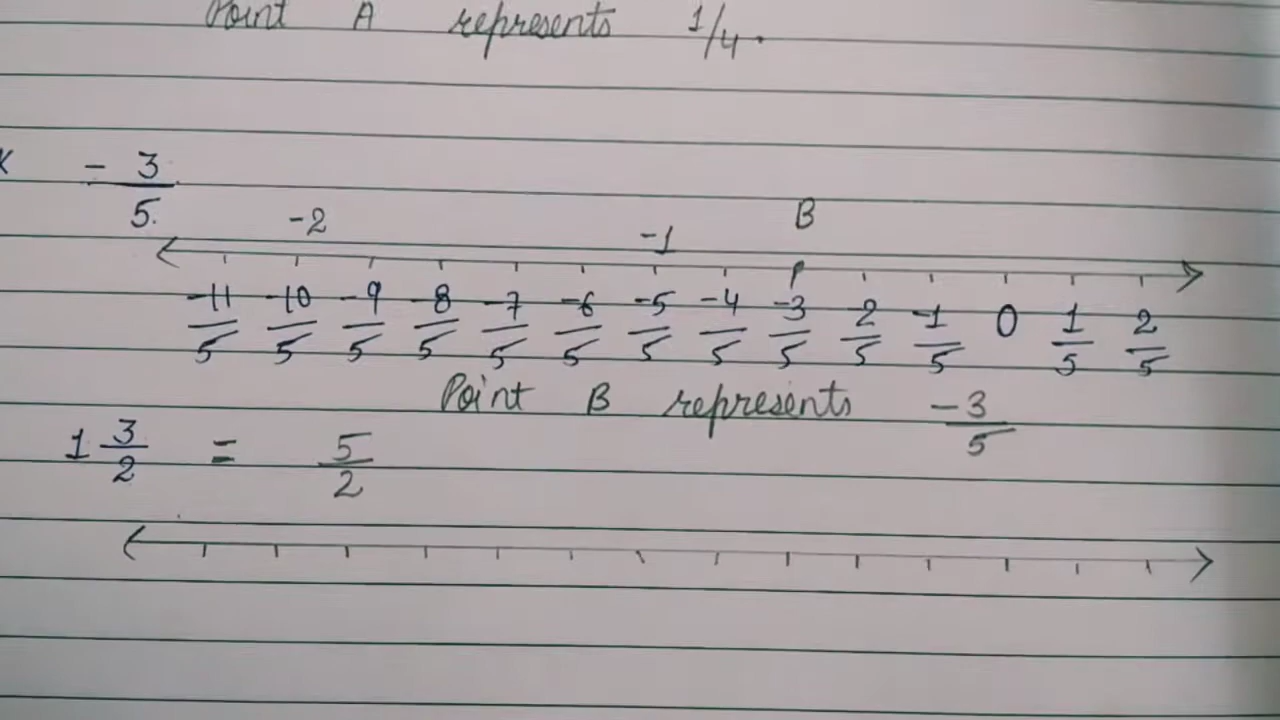 Point A represents 1/4.
- 3/5.
-2 -1 B
-11/5 -10/5 -9/5 -8/5 -7/5 -6/5 -5/5 -4/5 -3/5 -2/5 -1/5 0 1/5 2/5
Point B represents -3/5
1 3/2 = 5/2